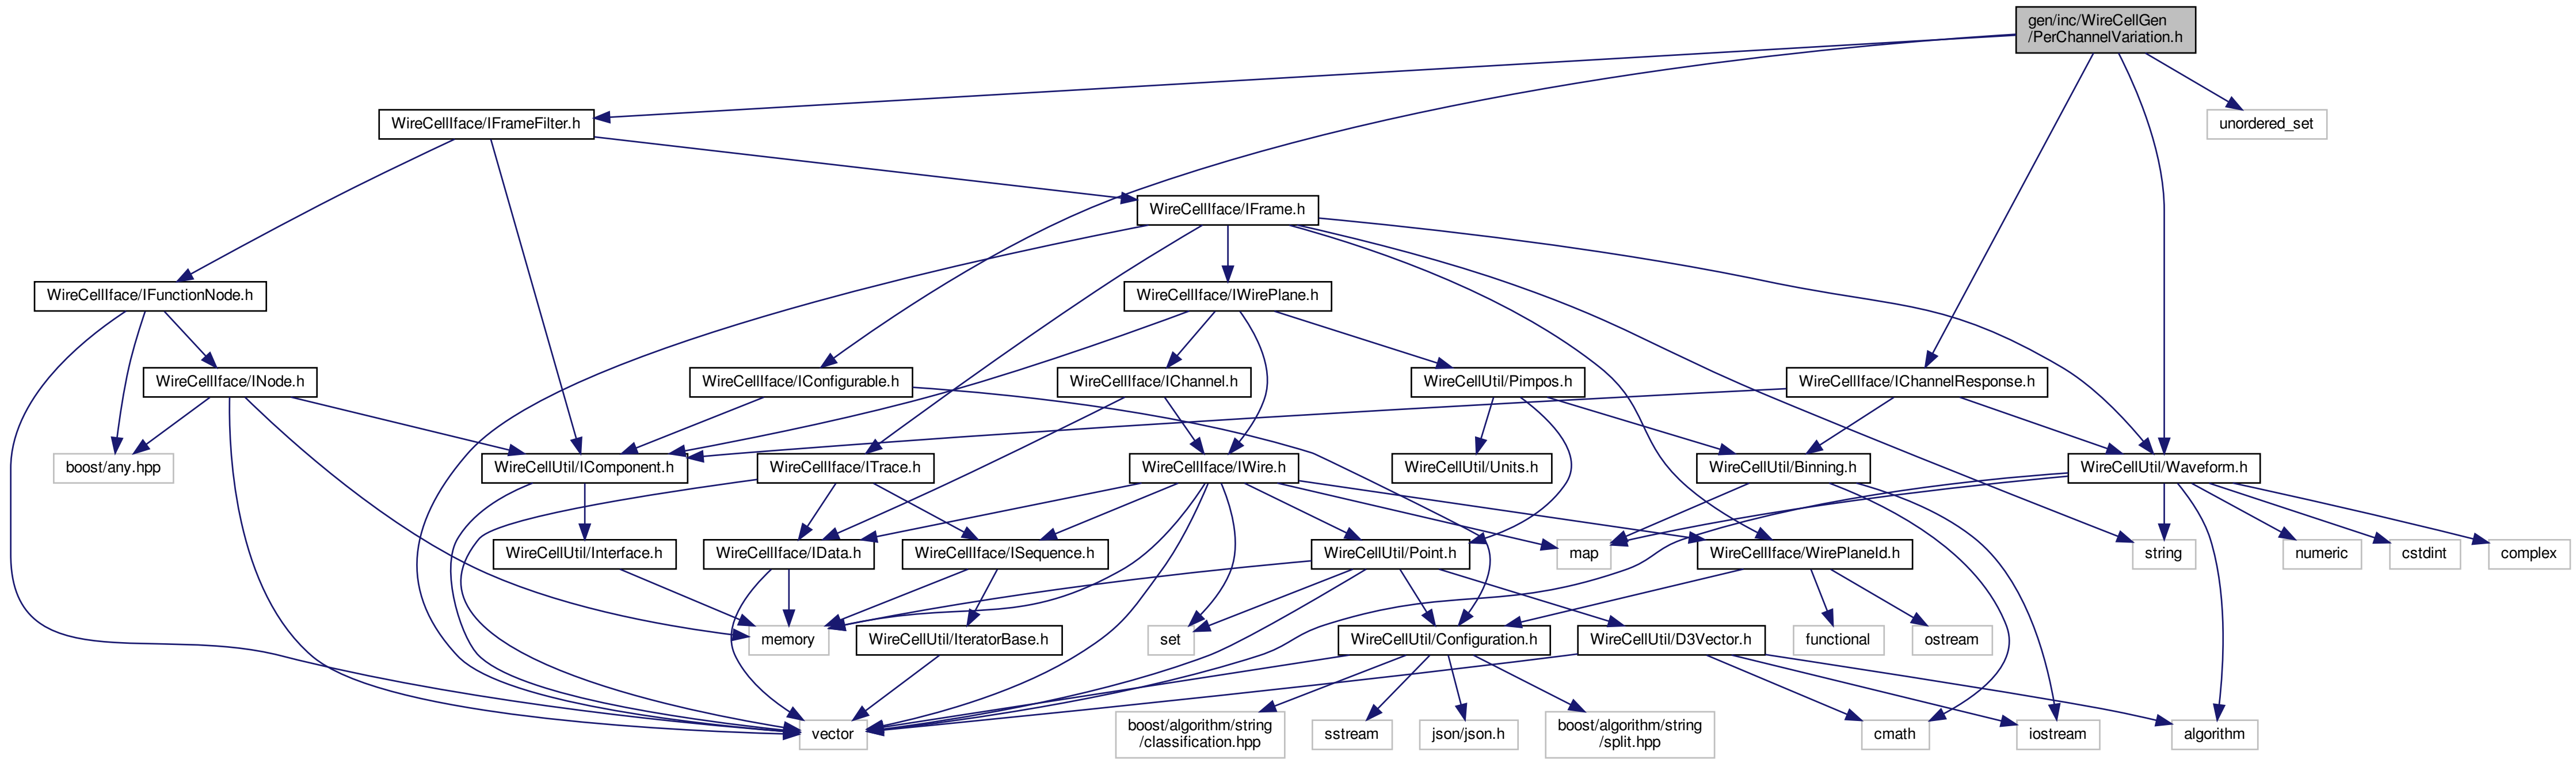 gen/inc/WireCellGen
/PerChannelVariation.h
WireCellIface/IFrameFilter.h
unordered_set
WireCellIface/IFrame.h
WireCellIface/IFunctionNode.h
WireCellIface/IWirePlane.h
WireCellIface/INode.h
WireCellIface/IConfigurable.h
WireCellIface/IChannel.h
WireCellUtil/Pimpos.h
WireCellIface/IChannelResponse.h
boost/any.hpp
WireCellUtil/IComponent.h
WireCellIface/ITrace.h
WireCellIface/IWire.h
WireCellUtil/Units.h
WireCellUtil/Binning.h
WireCellUtil/Waveform.h
WireCellUtil/Interface.h
WireCellIface/IData.h
WireCellIface/ISequence.h
WireCellUtil/Point.h
map
WireCellIface/WirePlaneId.h
string
numeric
cstdint
complex
memory
WireCellUtil/IteratorBase.h
set
WireCellUtil/Configuration.h
WireCellUtil/D3Vector.h
functional
ostream
vector
boost/algorithm/string
/classification.hpp
sstream
json/json.h
boost/algorithm/string
/split.hpp
cmath
iostream
algorithm